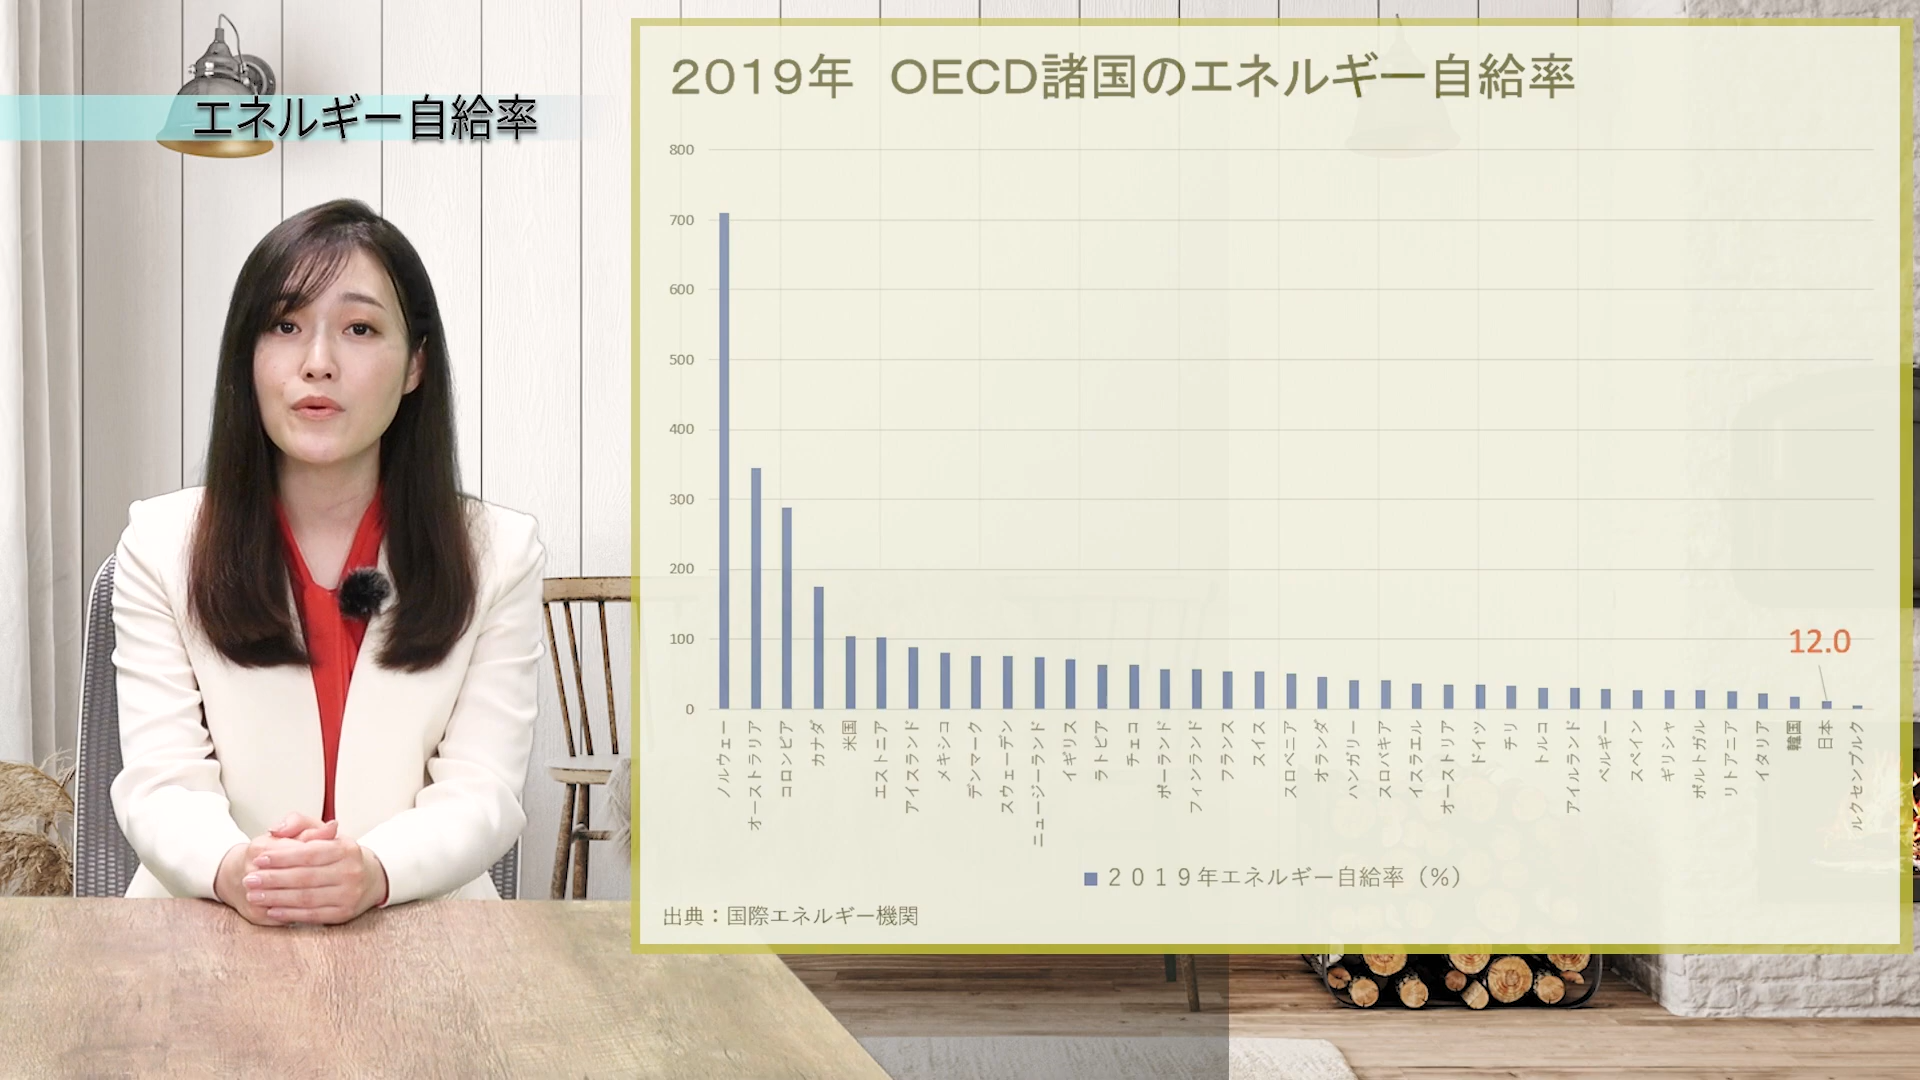 エネルギー自給率
2019年　OECD諸国のエネルギー自給率
800
700
600
500
400
300
200
100
0
12.0
ノルウェー
オーストラリア
コロンビア
カナダ
米国
エストニア
アイスランド
メキシコ
デンマーク
スウェーデン
ニュージーランド
イギリス
ラトビア
チェコ
ポーランド
フィンランド
フランス
スイス
スロベニア
オランダ
ハンガリー
スロバキア
イスラエル
オーストリア
ドイツ
チリ
トルコ
アイルランド
ベルギー
スペイン
ギリシャ
ポルトガル
リトアニア
イタリア
韓国
日本
ルクセンブルク
２０１９年エネルギー自給率（%）
出典：国際エネルギー機関